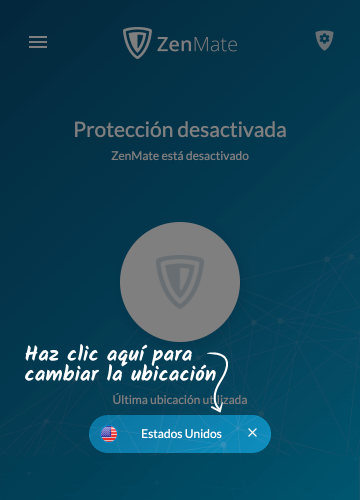 ZenMate
Protección desactivada
ZenMate está desactivado
Haz clic aquí para
cambiar la ubicación
Última ubicación utilizada
Estados Unidos